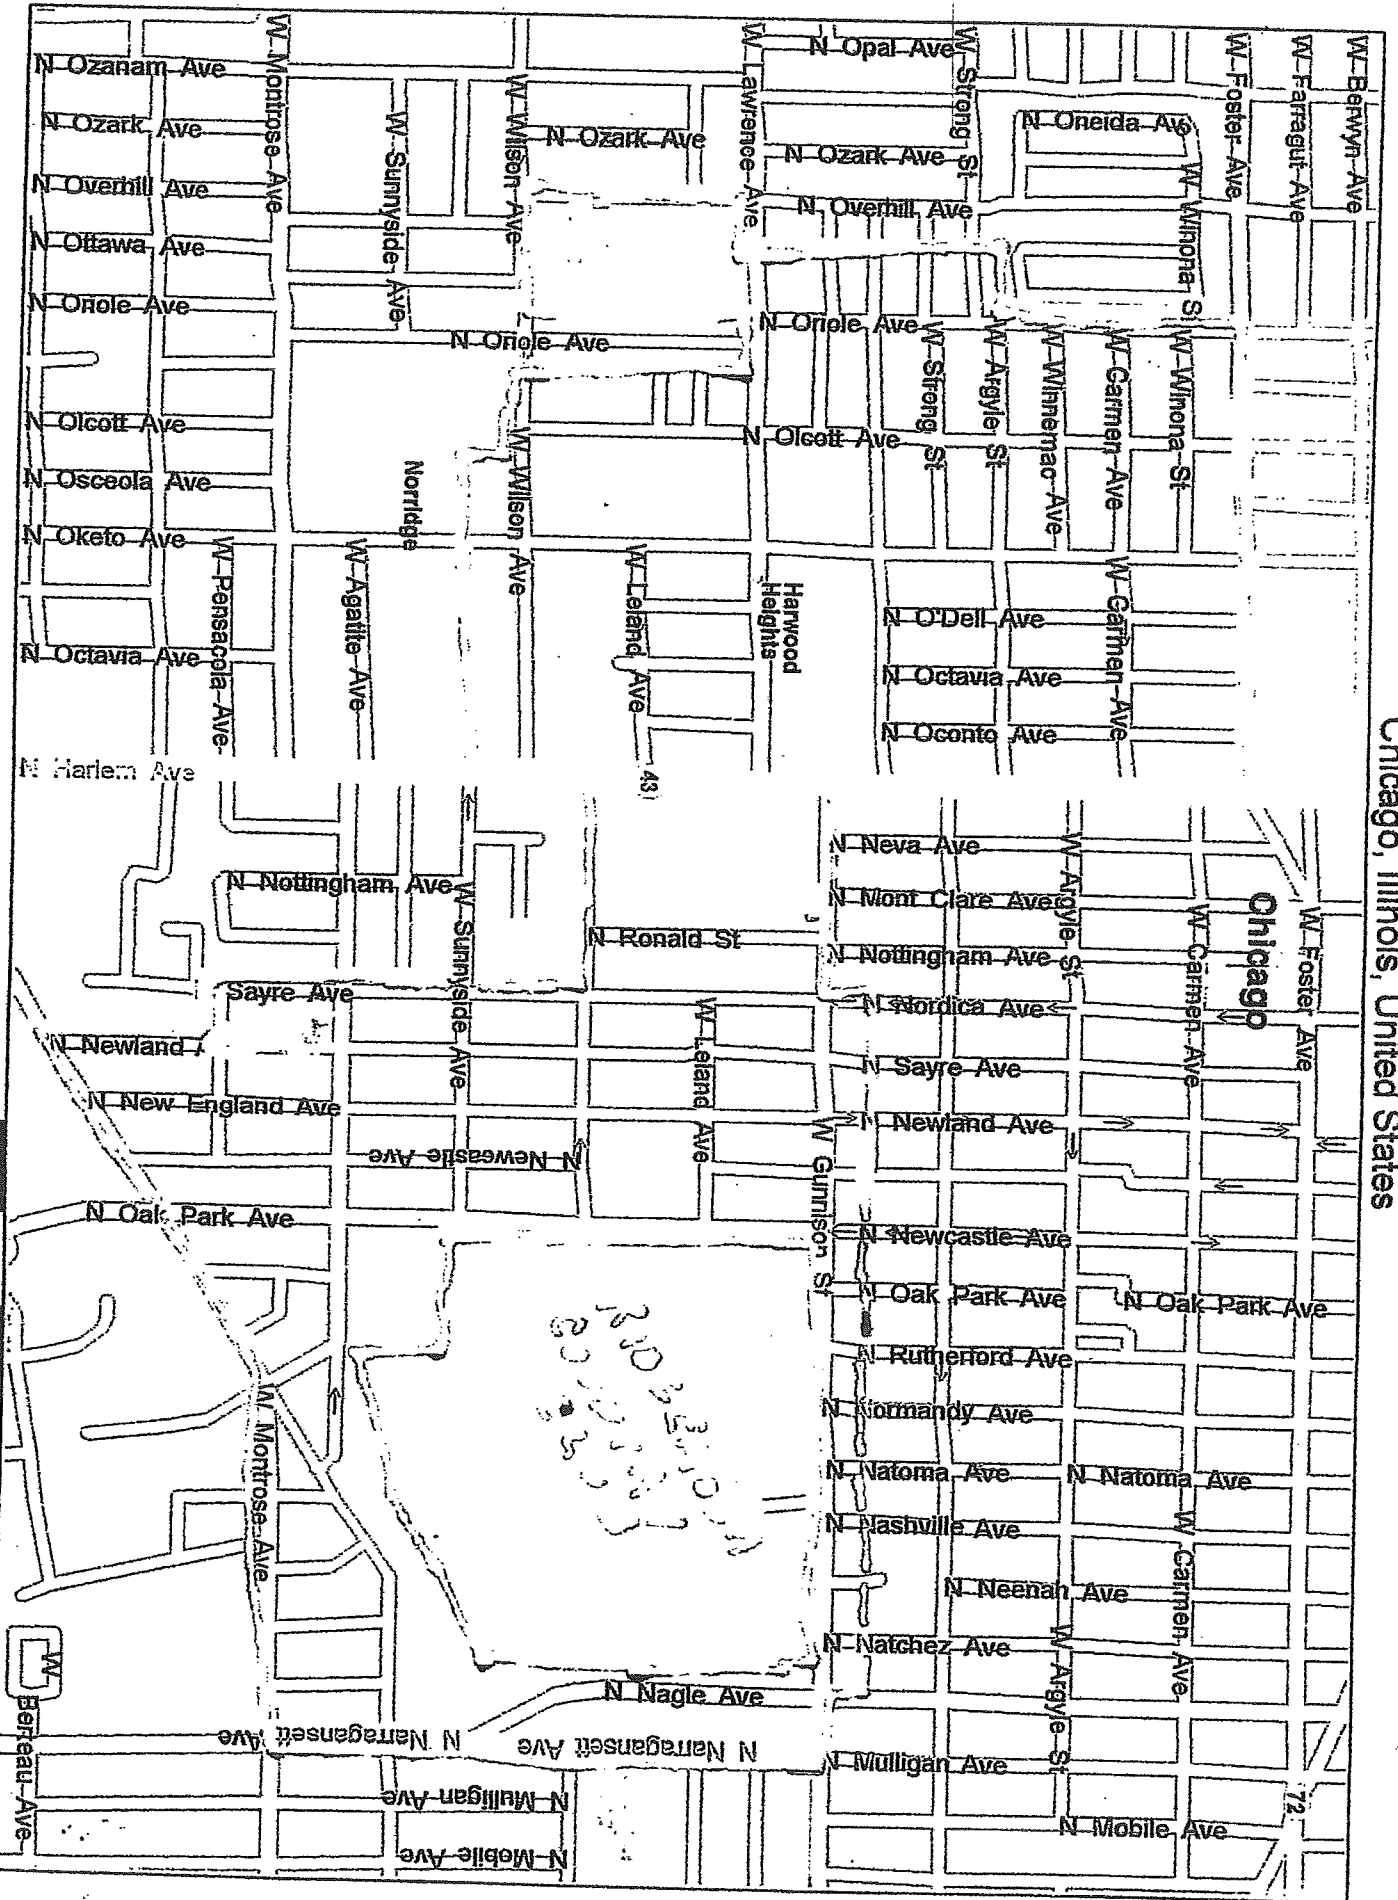 Chicago, Illinois, United States
W Montrose Ave
N Opal Ave
N Ozanam Ave
W Lawrence Ave
W Strong St
W Foster Ave
W Farragut Ave
W Berwyn Ave
W Wilson Ave
N Ozark Ave
W Sunnyside Ave
N Ozark Ave
N Oneida Av
N Ozark Ave
N Overhill Ave
W Winona St
N Overhill Ave
N Ottawa Ave
N Oriole Ave
N Oriole Ave
N Oriole Ave
W Strong St
W Argyle St
W Winnemac Ave
W Carmen Ave
W Winona St
N Olcott Ave
N Olcott Ave
W Wilson Ave
Norridge
N Osceola Ave
N Oketo Ave
W Pensacola Ave
W Agatite Ave
W Leland Ave
Harwood
Heights
W Carmen Ave
N O'Dell Ave
N Octavia Ave
N Octavia Ave
N Oconto Ave
N Harlem Ave
43
N Neva Ave
W Argyle St
N Nottingham Ave
W Sunnyside Ave
N Mont Clare Ave
Chicago
W Carmen Ave
W Foster Ave
N Ronald St
N Nottingham Ave
Sayre Ave
W Leland Ave
N Nordica Ave
N Newland A
N Sayre Ave
N New England Ave
N Newland Ave
W Gunnison St
N Newcastle Ave
N Oak Park Ave
N Newcastle Ave
N Oak Park Ave
N Oak Park Ave
N Rutherford Ave
W Montrose Ave
N Normandy Ave
N Natoma Ave
N Natoma Ave
N Nashville Ave
W Carmen Ave
N Neenah Ave
N Natchez Ave
W Argyle St
W Berteau Ave
N Nagle Ave
N Narragansett Ave
N Narragansett Ave
N Mulligan Ave
N Mulligan Ave
72
N Mobile Ave
N Mobile Ave